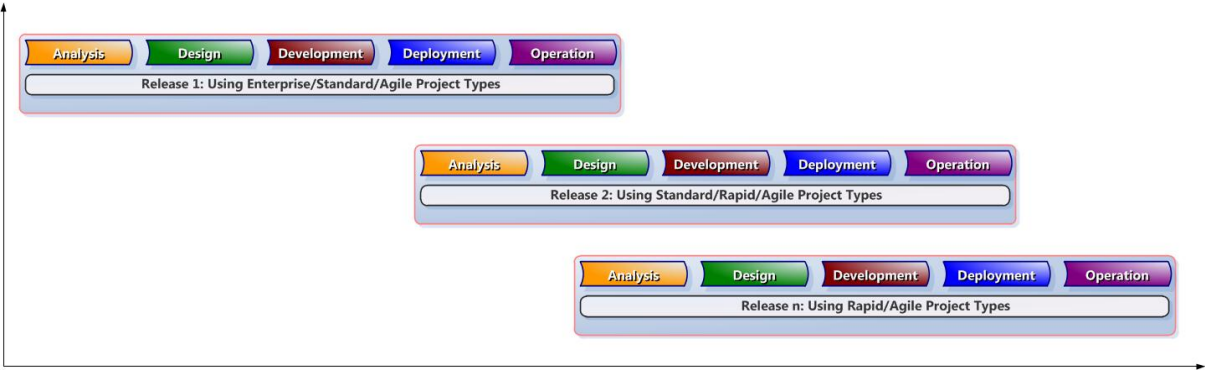 Analysis Design Development Deployment Operation
Release 1: Using Enterprise/Standard/Agile Project Types
Analysis Design Development Deployment Operation
Release 2: Using Standard/Rapid/Agile Project Types
Analysis Design Development Deployment Operation
Release n: Using Rapid/Agile Project Types